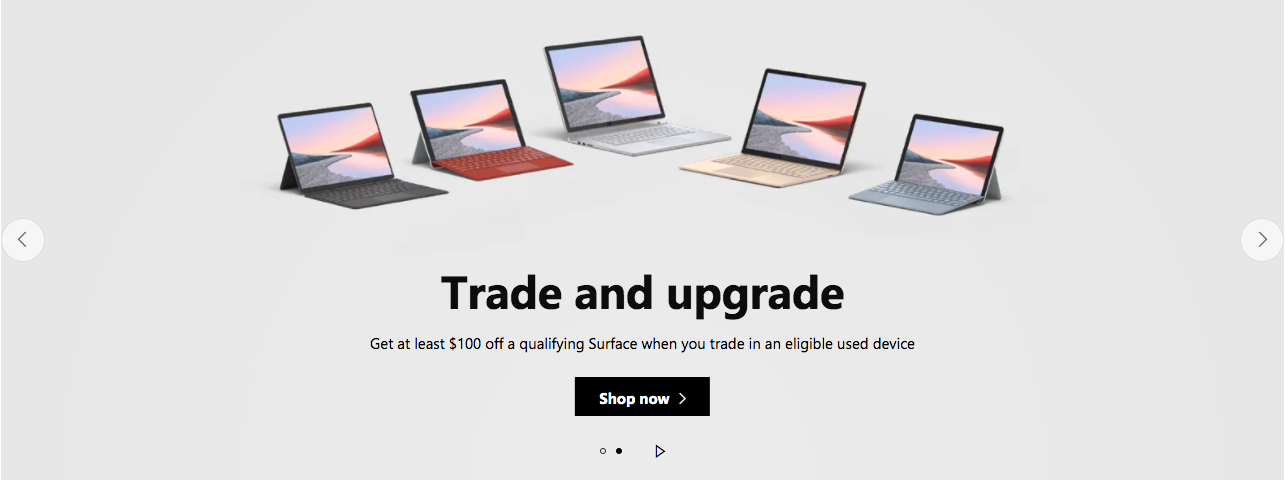 Trade and upgrade
Get at least $100 off a qualifying Surface when you trade in an eligible used device
Shop now